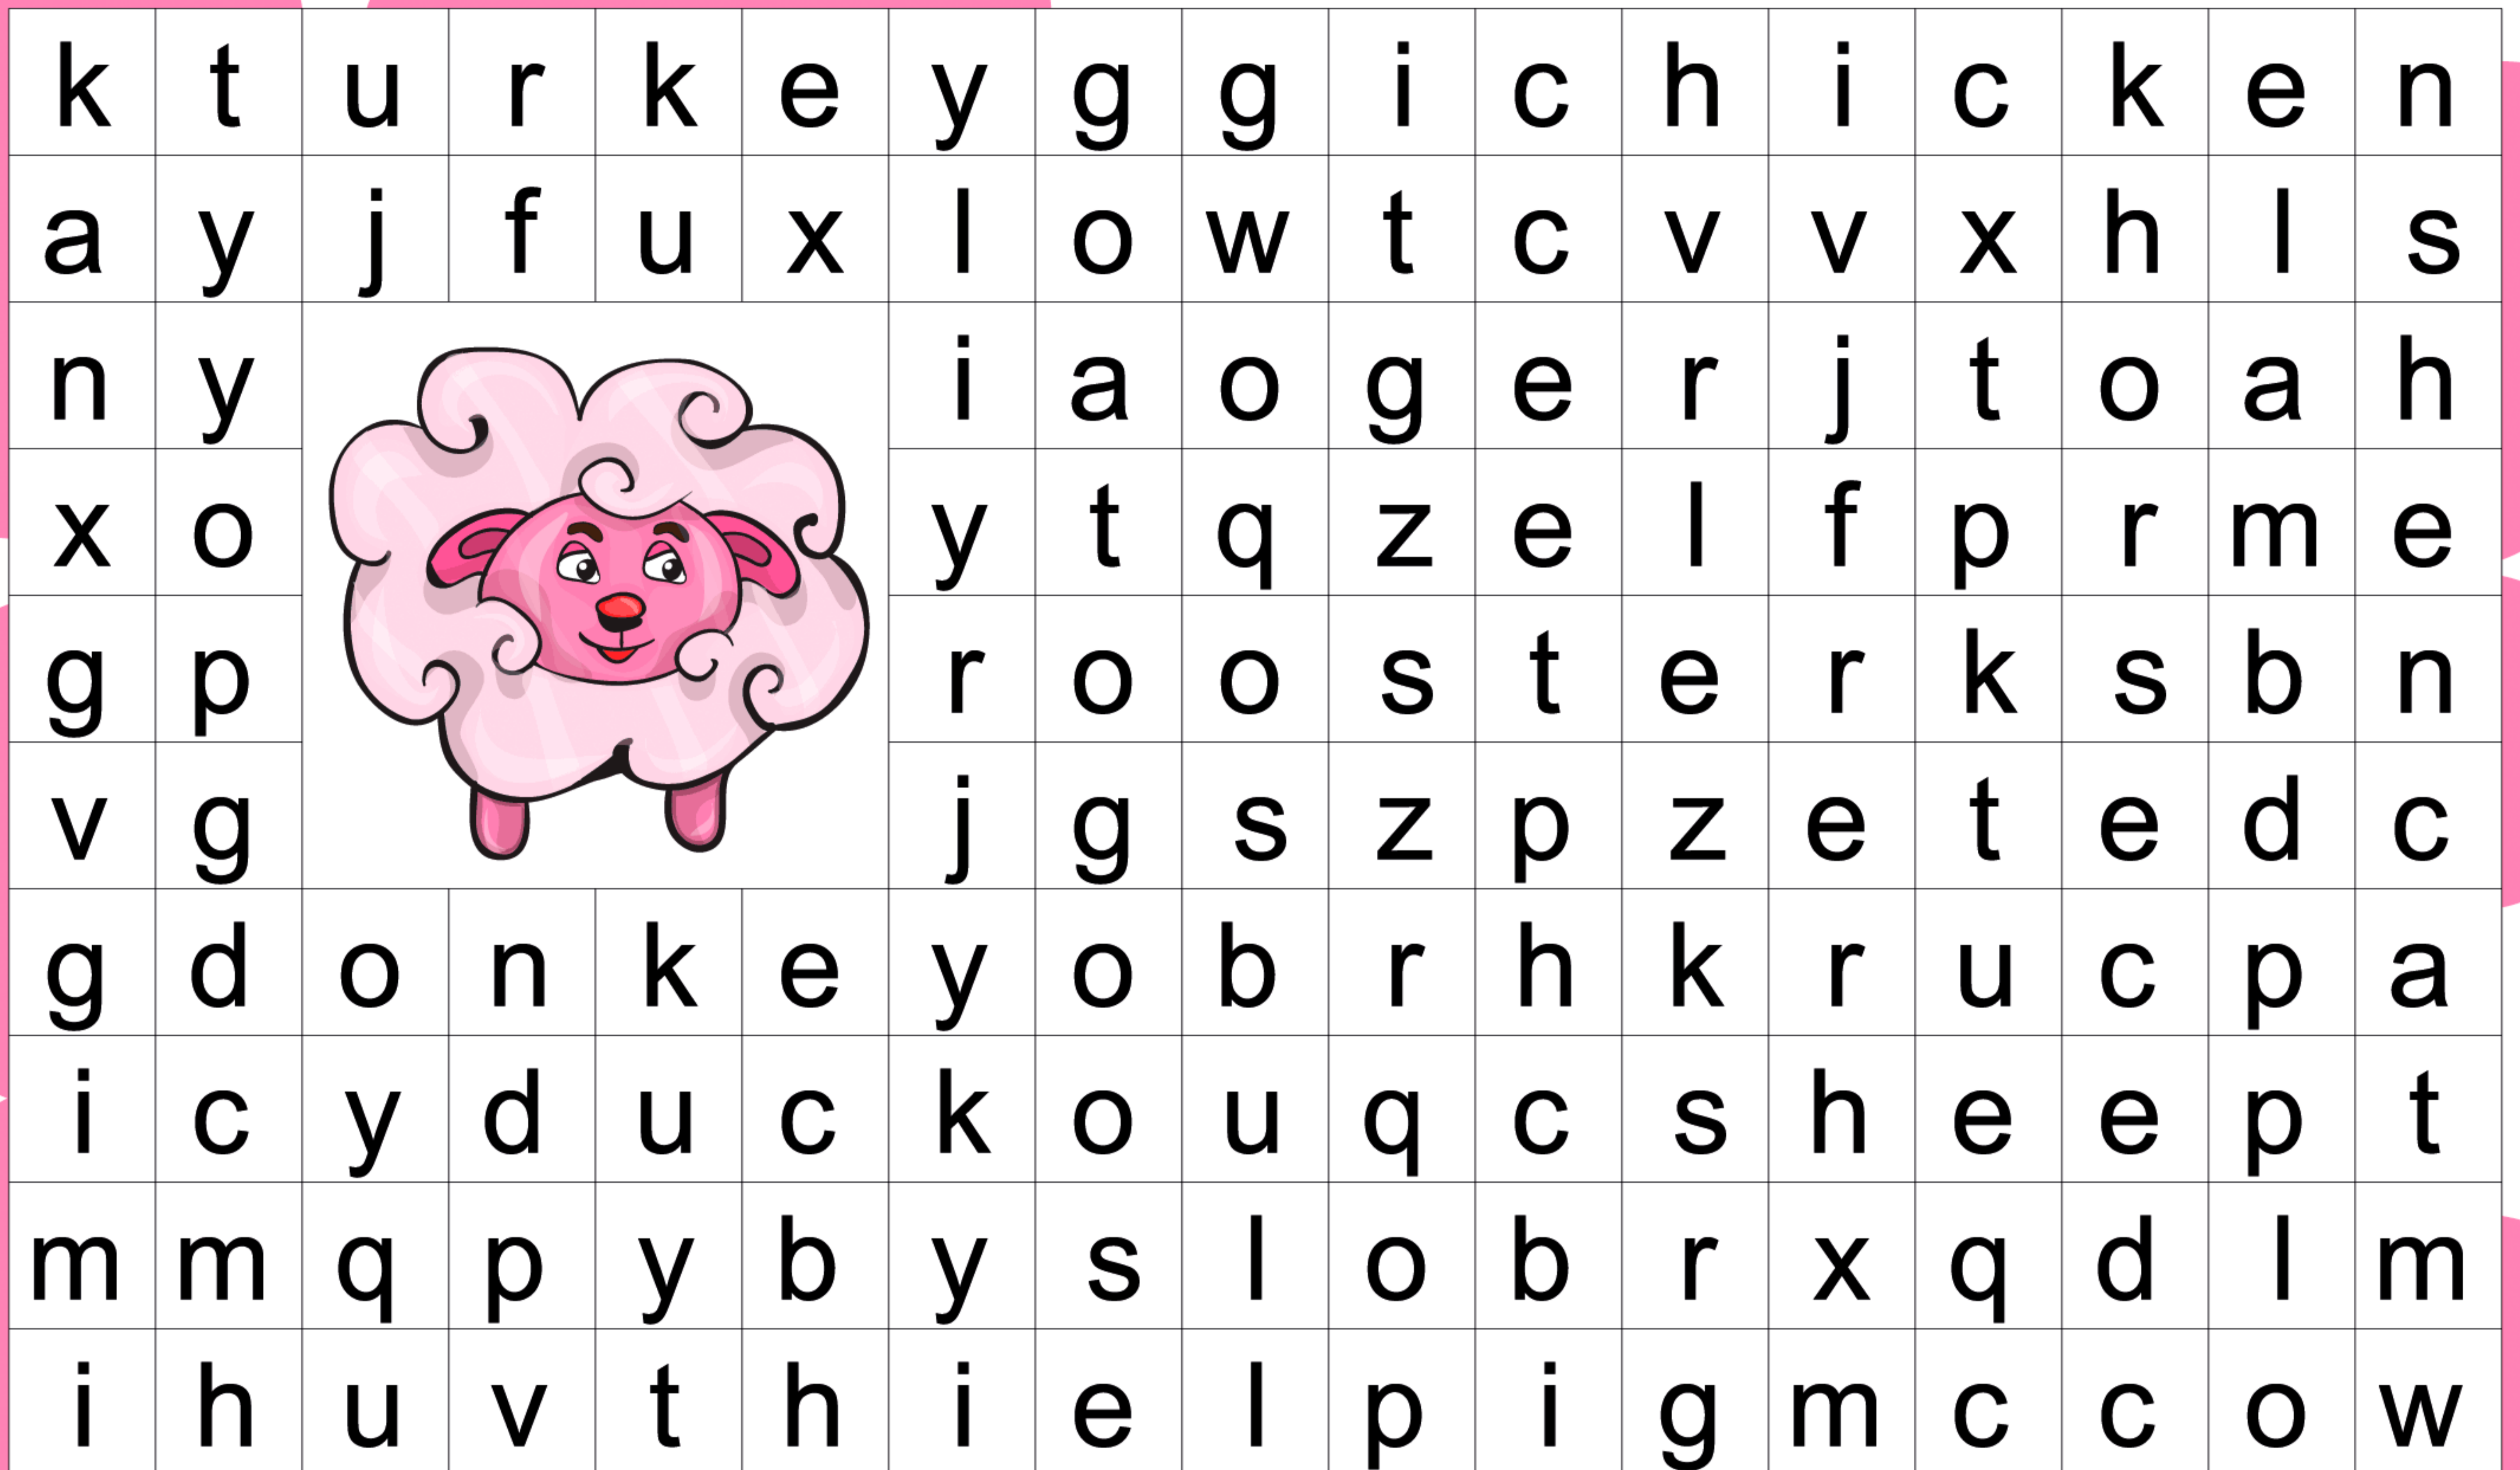 k t u r k e y g g i c h i c k e n
a y j f u x l o w t c v v x h l s
n y i a o g e r j t o a h
x o y t q z e l f p r m e
g p r o o s t e r k s b n
v g j g s z p z e t e d c
g d o n k e y o b r h k r u c p a
i c y d u c k o u q c s h e e p t
m m q p y b y s l o b r x q d l m
i h u v t h i e l p i g m c c o w